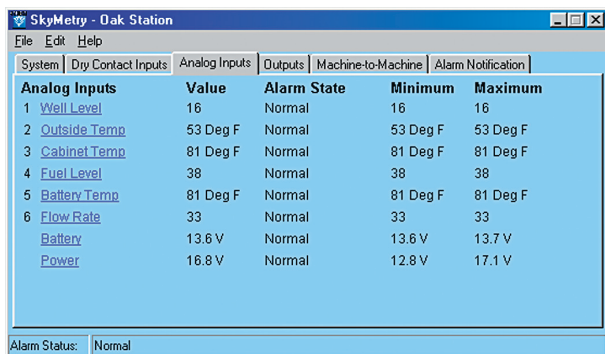 SkyMetry - Oak Station
File Edit Help
System Dry Contact Inputs Analog Inputs Outputs Machine-to-Machine Alarm Notification
Analog Inputs Value Alarm State Minimum Maximum
1 Well Level 16 Normal 16 16
2 Outside Temp 53 Deg F Normal 53 Deg F 53 Deg F
3 Cabinet Temp 81 Deg F Normal 81 Deg F 81 Deg F
4 Fuel Level 38 Normal 38 38
5 Battery Temp 81 Deg F Normal 81 Deg F 81 Deg F
6 Flow Rate 33 Normal 33 33
Battery 13.6 V Normal 13.6 V 13.7 V
Power 16.8 V Normal 12.8 V 17.1 V
Alarm Status: Normal